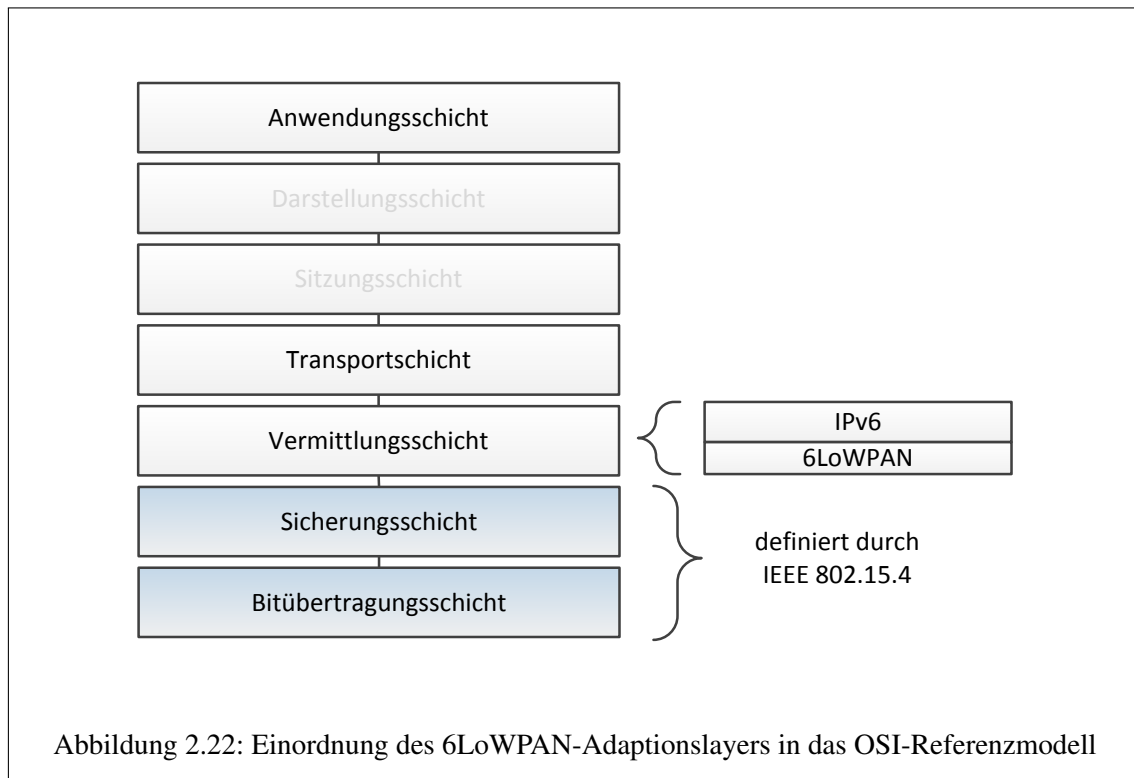 Anwendungsschicht
Darstellungsschicht
Sitzungsschicht
Transportschicht
Vermittlungsschicht
IPv6
6LoWPAN
Sicherungsschicht
definiert durch
IEEE 802.15.4
Bitübertragungsschicht
Abbildung 2.22: Einordnung des 6LoWPAN-Adaptionslayers in das OSI-Referenzmodell